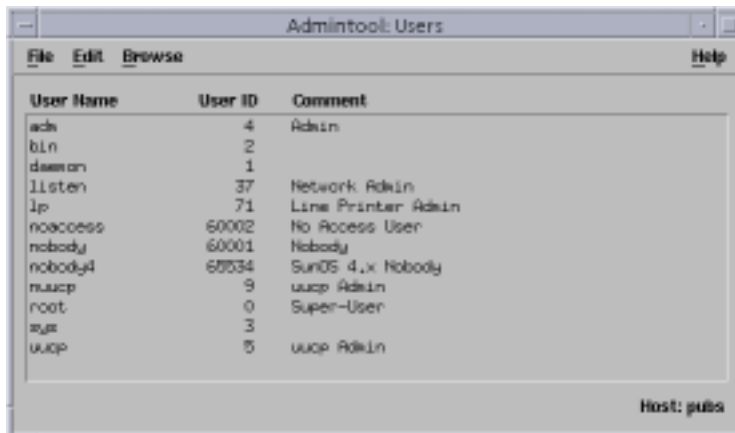 Admintool: Users
File Edit Browse Help
User Name User ID Comment
adm 4 Admin
bin 2
daemon 1
listen 37 Network Admin
lp 71 Line Printer Admin
noaccess 60002 No Access User
nobody 60001 Nobody
nobody4 65534 SunOS 4.x Nobody
nuucp 9 uucp Admin
root 0 Super-User
sys 3
uucp 5 uucp Admin
Host: pubs